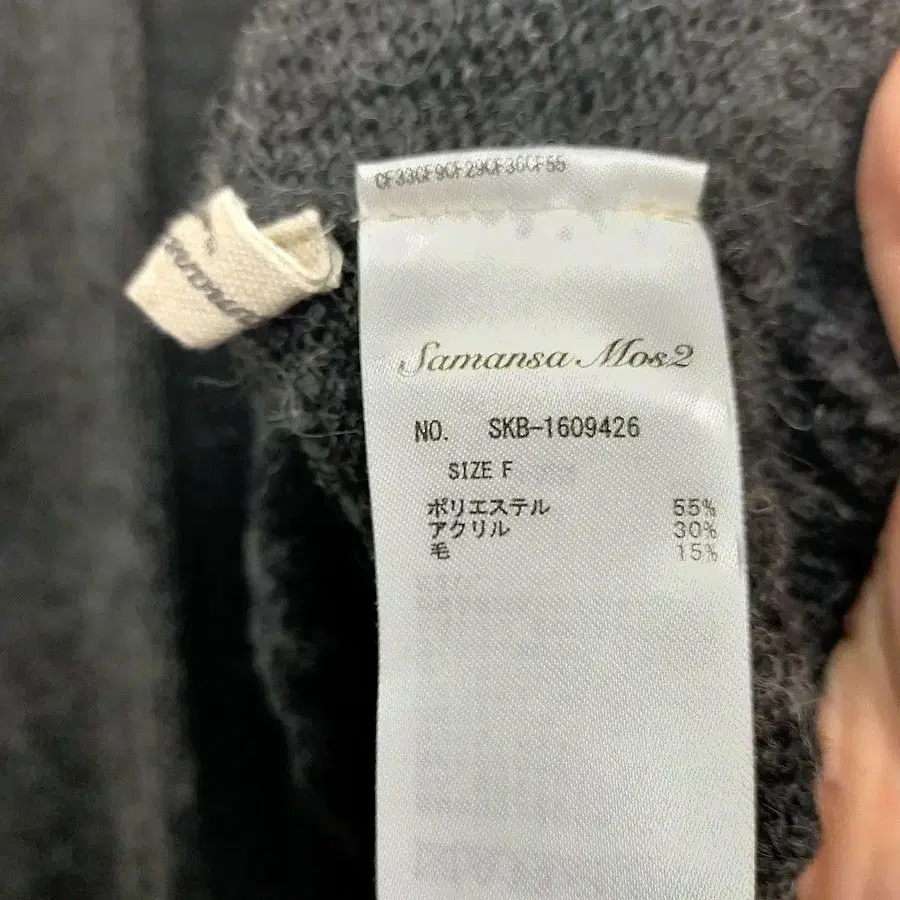 CF33CF9CF29CF36CF55
Samansa Mos2
NO. SKB-1609426
SIZE F
ポリエステル 55%
アクリル 30%
毛 15%